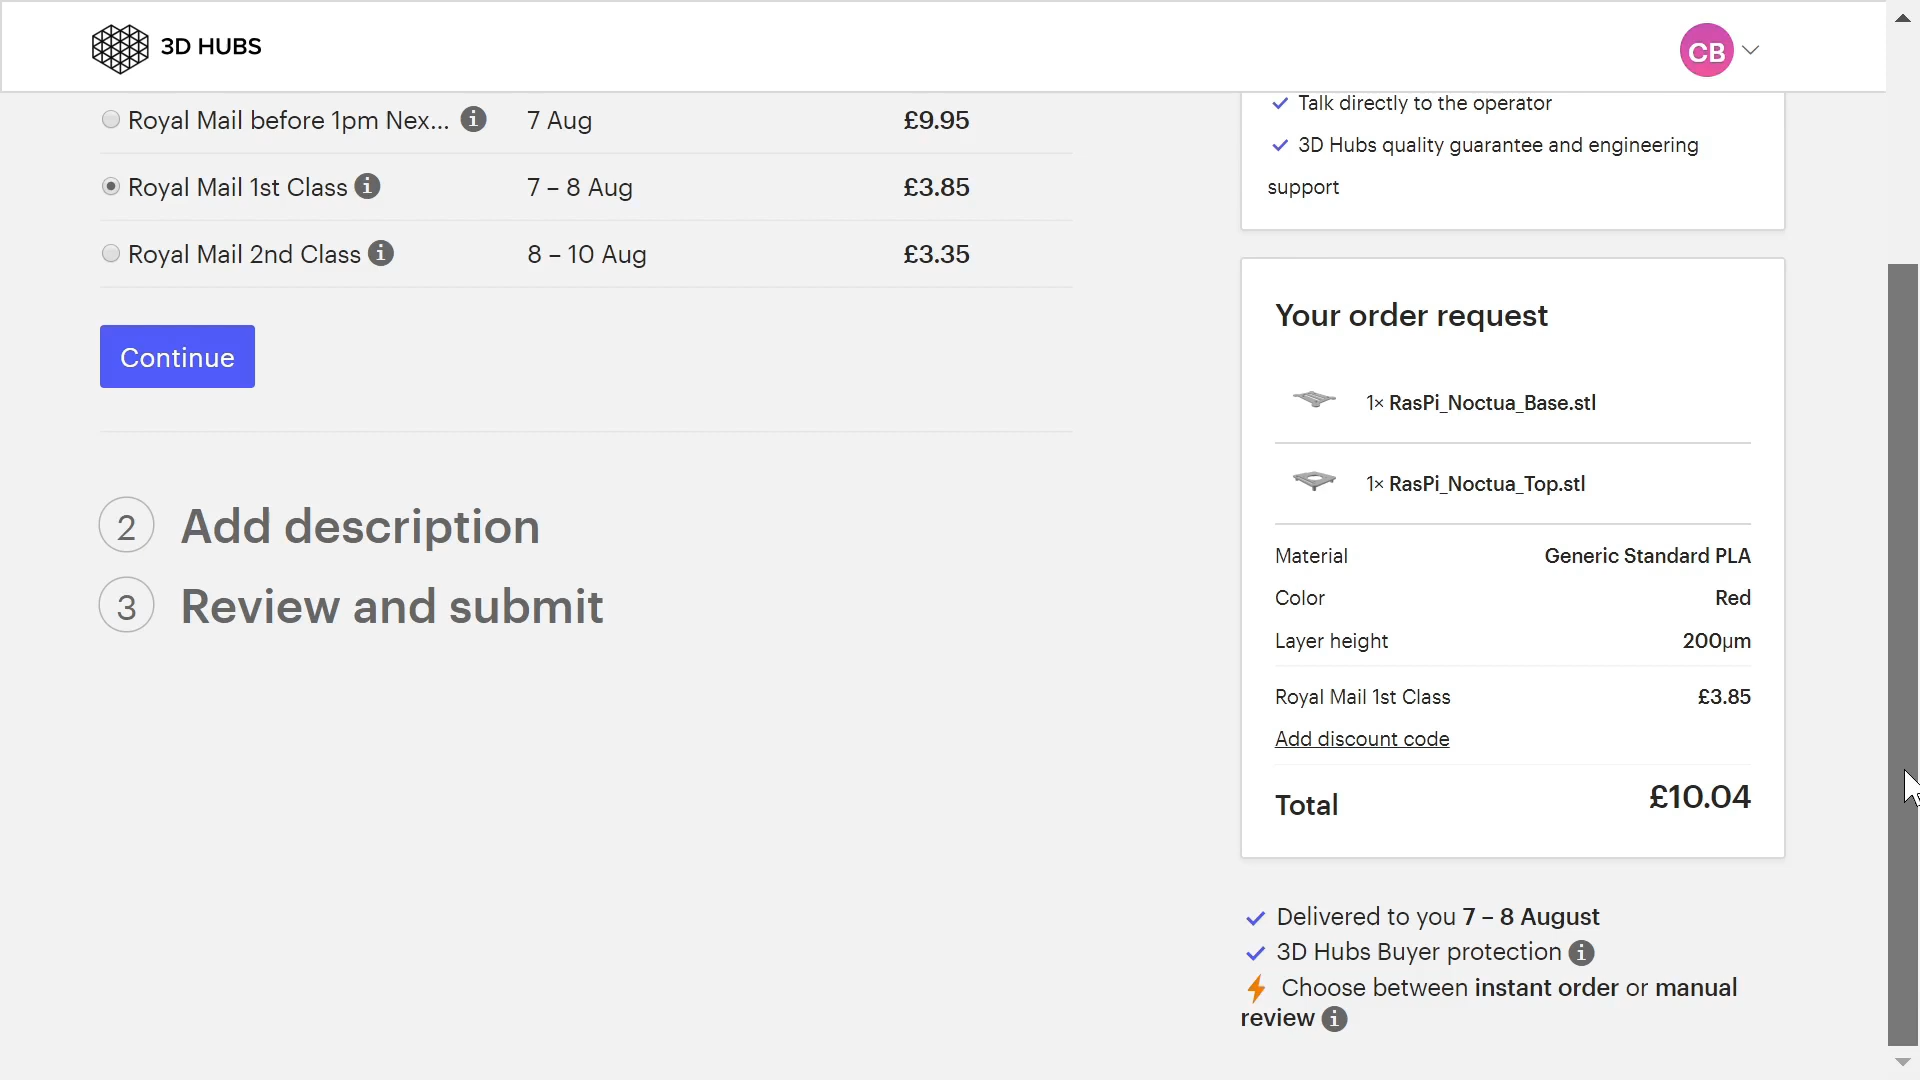 3D HUBS
CB
Royal Mail before 1pm Nex... i 7 Aug £9.95
Royal Mail 1st Class i 7 – 8 Aug £3.85
Royal Mail 2nd Class i 8 – 10 Aug £3.35
Continue
2 Add description
3 Review and submit
Talk directly to the operator
3D Hubs quality guarantee and engineering
support
Your order request
1× RasPi_Noctua_Base.stl
1× RasPi_Noctua_Top.stl
Material Generic Standard PLA
Color Red
Layer height 200µm
Royal Mail 1st Class £3.85
Add discount code
Total £10.04
Delivered to you 7 – 8 August
3D Hubs Buyer protection i
Choose between instant order or manual
review i